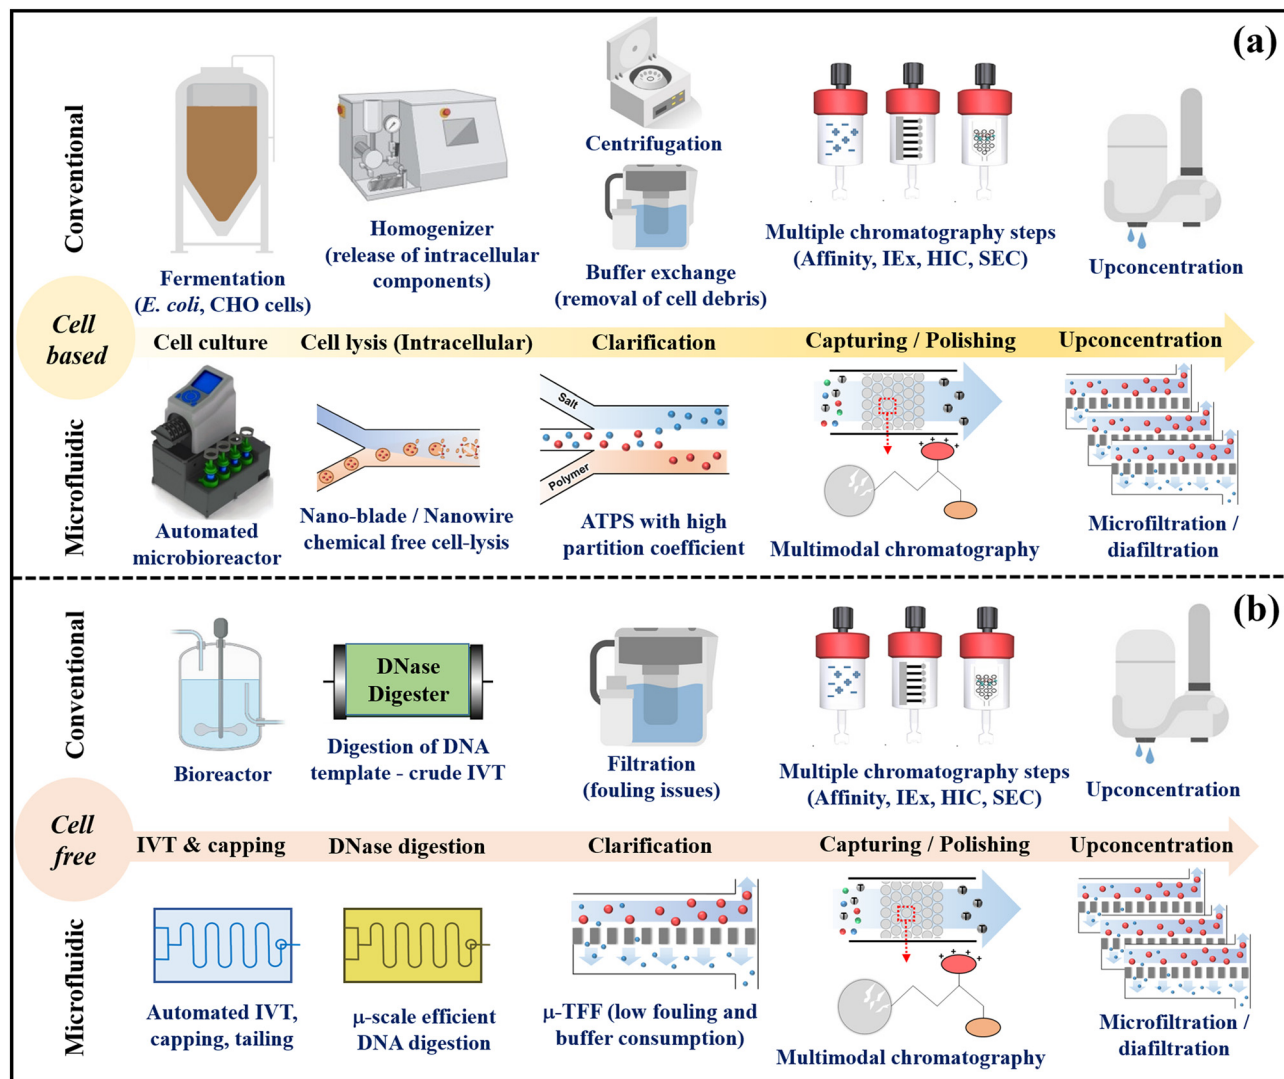 (a)
Conventional
Fermentation
(E. coli, CHO cells)
Homogenizer
(release of intracellular
components)
Centrifugation
Buffer exchange
(removal of cell debris)
Multiple chromatography steps
(Affinity, IEx, HIC, SEC)
Upconcentration
Cell
based
Cell culture
Cell lysis (Intracellular)
Clarification
Capturing / Polishing
Upconcentration
Microfluidic
Automated
microbioreactor
Nano-blade / Nanowire
chemical free cell-lysis
Salt
Polymer
ATPS with high
partition coefficient
Multimodal chromatography
Microfiltration /
diafiltration
(b)
Conventional
Bioreactor
DNase
Digester
Digestion of DNA
template - crude IVT
Filtration
(fouling issues)
Multiple chromatography steps
(Affinity, IEx, HIC, SEC)
Upconcentration
Cell
free
IVT & capping
DNase digestion
Clarification
Capturing / Polishing
Upconcentration
Microfluidic
Automated IVT,
capping, tailing
μ-scale efficient
DNA digestion
μ-TFF (low fouling and
buffer consumption)
Multimodal chromatography
Microfiltration /
diafiltration